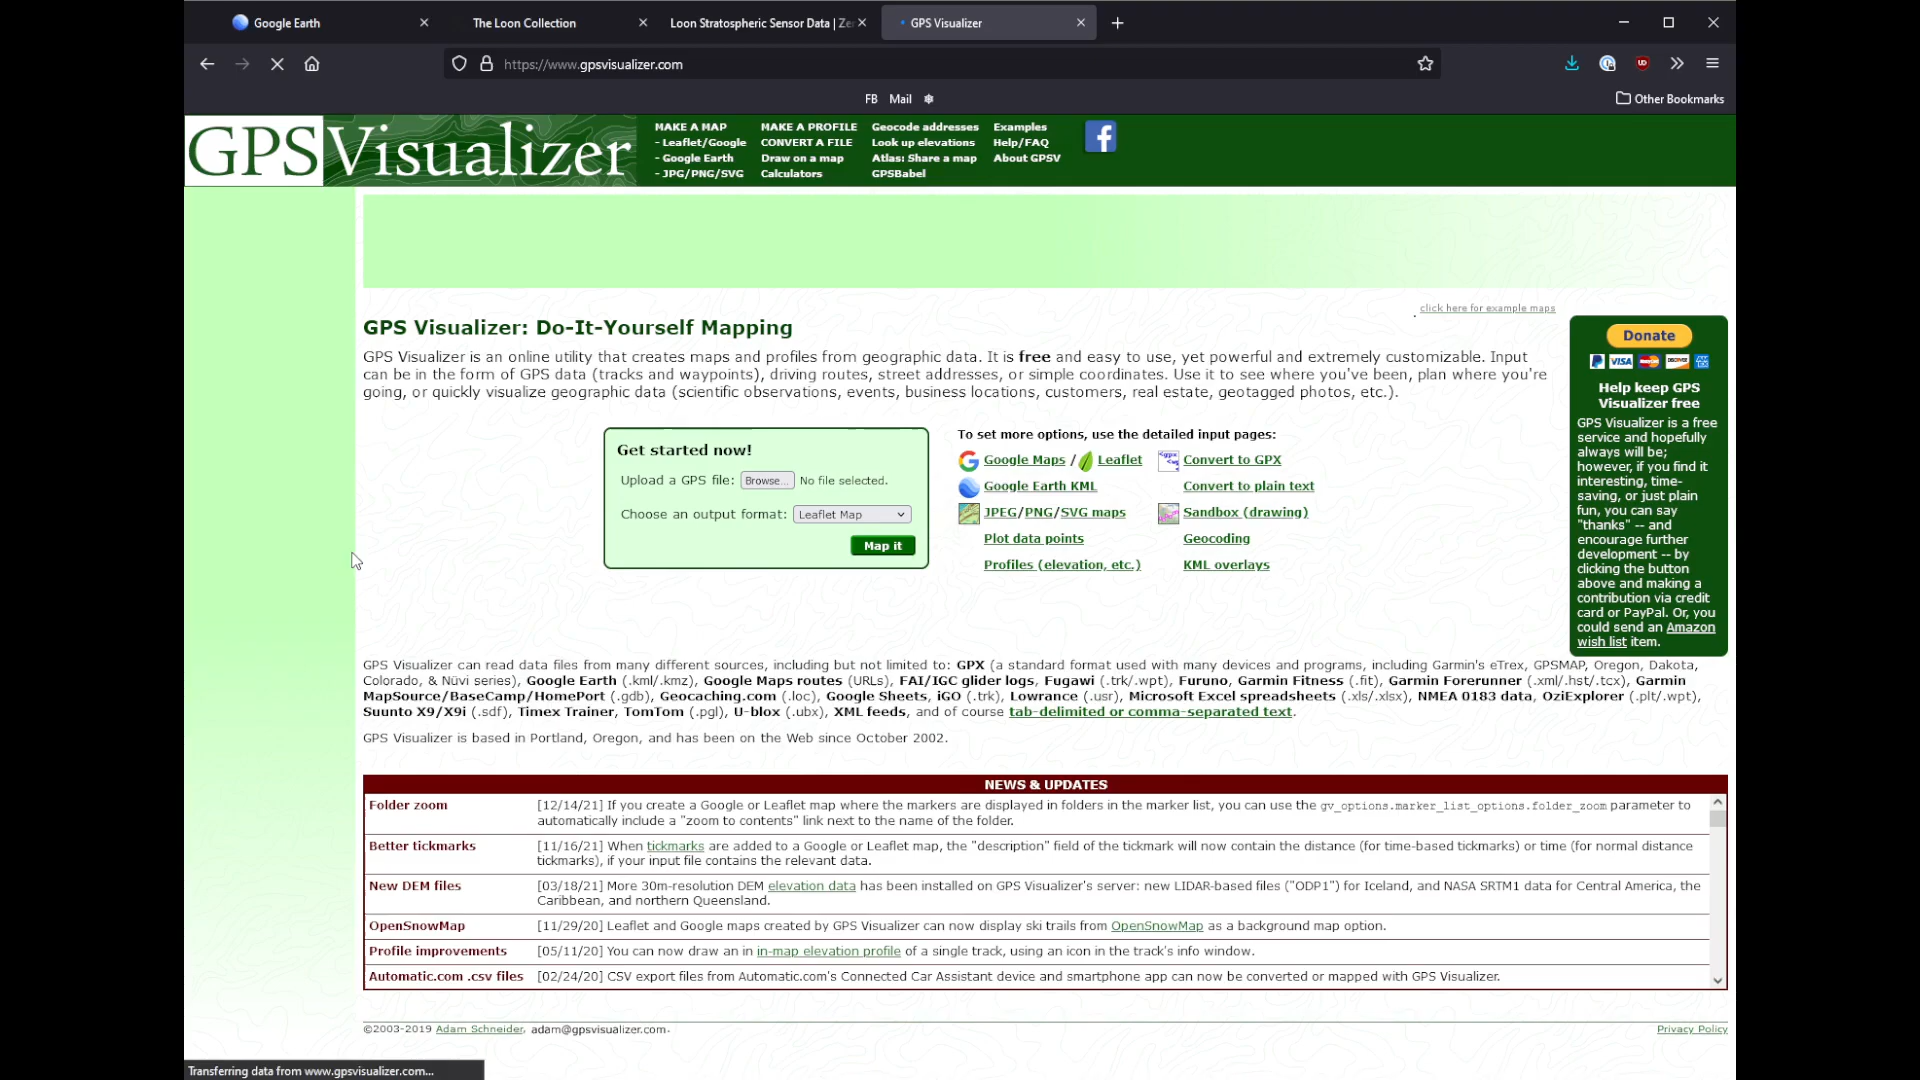 Google Earth
The Loon Collection
Loon Stratospheric Sensor Data | Ze
GPS Visualizer
https://www.gpsvisualizer.com
FB Mail
Other Bookmarks
GPSVisualizer
MAKE A MAP
- Leaflet/Google
- Google Earth
- JPG/PNG/SVG
MAKE A PROFILE
CONVERT A FILE
Draw on a map
Calculators
Geocode addresses
Look up elevations
Atlas: Share a map
GPSBabel
Examples
Help/FAQ
About GPSV
click here for example maps
GPS Visualizer: Do-It-Yourself Mapping
GPS Visualizer is an online utility that creates maps and profiles from geographic data. It is free and easy to use, yet powerful and extremely customizable. Input
can be in the form of GPS data (tracks and waypoints), driving routes, street addresses, or simple coordinates. Use it to see where you've been, plan where you're
going, or quickly visualize geographic data (scientific observations, events, business locations, customers, real estate, geotagged photos, etc.).
Get started now!
Upload a GPS file: Browse... No file selected.
Choose an output format: Leaflet Map
Map it
To set more options, use the detailed input pages:
Google Maps / Leaflet
Google Earth KML
JPEG/PNG/SVG maps
Plot data points
Profiles (elevation, etc.)
Convert to GPX
Convert to plain text
Sandbox (drawing)
Geocoding
KML overlays
Donate
VISA
Help keep GPS
Visualizer free
GPS Visualizer is a free
service and hopefully
always will be;
however, if you find it
interesting, time-
saving, or just plain
fun, you can say
"thanks" -- and
encourage further
development -- by
clicking the button
above and making a
contribution via credit
card or PayPal. Or, you
could send an Amazon
wish list item.
GPS Visualizer can read data files from many different sources, including but not limited to: GPX (a standard format used with many devices and programs, including Garmin's eTrex, GPSMAP, Oregon, Dakota,
Colorado, & Nüvi series), Google Earth (.kml/.kmz), Google Maps routes (URLs), FAI/IGC glider logs, Fugawi (.trk/.wpt), Furuno, Garmin Fitness (.fit), Garmin Forerunner (.xml/.hst/.tcx), Garmin
MapSource/BaseCamp/HomePort (.gdb), Geocaching.com (.loc), Google Sheets, iGO (.trk), Lowrance (.usr), Microsoft Excel spreadsheets (.xls/.xlsx), NMEA 0183 data, OziExplorer (.plt/.wpt),
Suunto X9/X9i (.sdf), Timex Trainer, TomTom (.pgl), U-blox (.ubx), XML feeds, and of course tab-delimited or comma-separated text.
GPS Visualizer is based in Portland, Oregon, and has been on the Web since October 2002.
NEWS & UPDATES
Folder zoom [12/14/21] If you create a Google or Leaflet map where the markers are displayed in folders in the marker list, you can use the gv_options.marker_list_options.folder_zoom parameter to
automatically include a "zoom to contents" link next to the name of the folder.
Better tickmarks [11/16/21] When tickmarks are added to a Google or Leaflet map, the "description" field of the tickmark will now contain the distance (for time-based tickmarks) or time (for normal distance
tickmarks), if your input file contains the relevant data.
New DEM files [03/18/21] More 30m-resolution DEM elevation data has been installed on GPS Visualizer's server: new LIDAR-based files ("ODP1") for Iceland, and NASA SRTM1 data for Central America, the
Caribbean, and northern Queensland.
OpenSnowMap [11/29/20] Leaflet and Google maps created by GPS Visualizer can now display ski trails from OpenSnowMap as a background map option.
Profile improvements [05/11/20] You can now draw an in in-map elevation profile of a single track, using an icon in the track's info window.
Automatic.com .csv files [02/24/20] CSV export files from Automatic.com's Connected Car Assistant device and smartphone app can now be converted or mapped with GPS Visualizer.
©2003-2019 Adam Schneider, adam@gpsvisualizer.com.
Privacy Policy
Transferring data from www.gpsvisualizer.com...